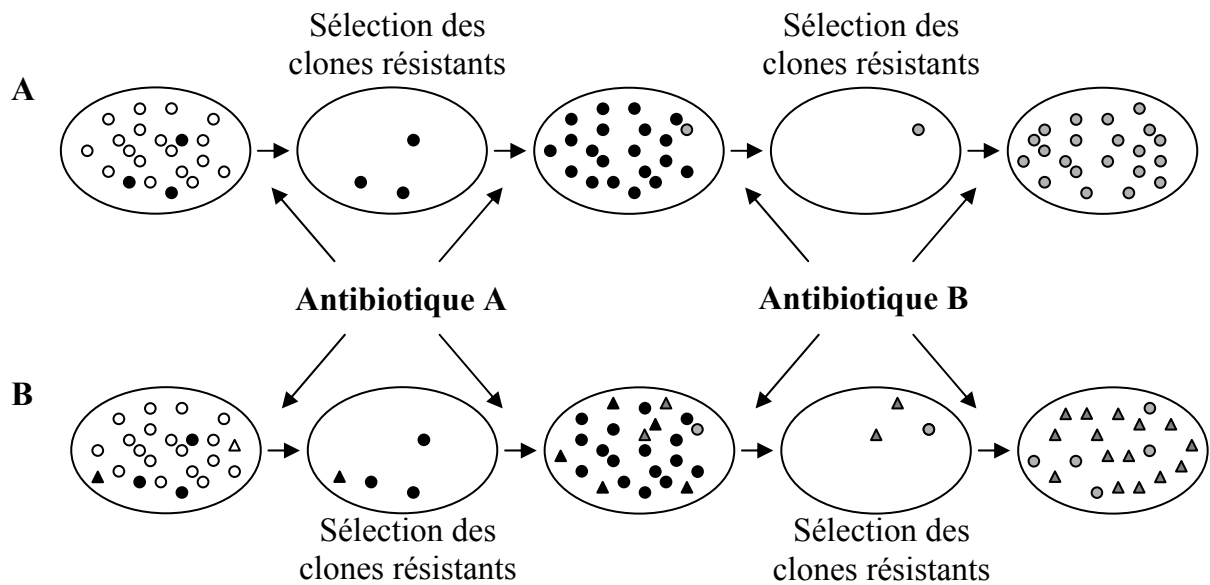 Sélection des
clones résistants
Sélection des
clones résistants
A
Antibiotique A
Antibiotique B
B
Sélection des
clones résistants
Sélection des
clones résistants